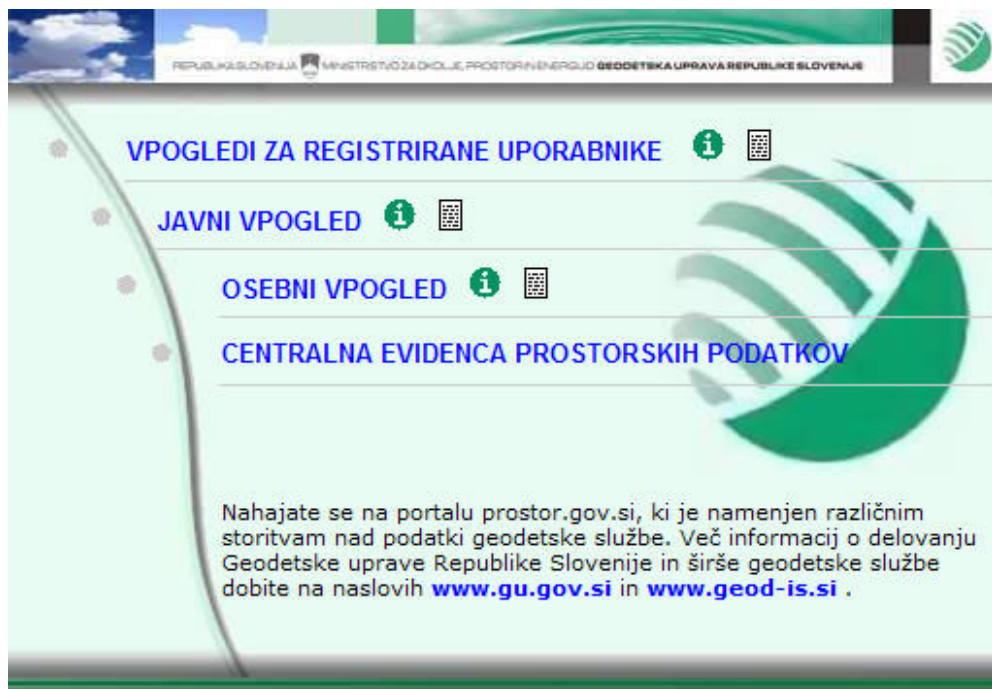 REPUBLIKA SLOVENIJA MINISTRSTVO ZA OKOLJE, PROSTOR IN ENERGIJO GEODETSKA UPRAVA REPUBLIKE SLOVENIJE
VPOGLEDI ZA REGISTRIRANE UPORABNIKE
JAVNI VPOGLED
OSEBNI VPOGLED
CENTRALNA EVIDENCA PROSTORSKIH PODATKOV
Nahajate se na portalu prostor.gov.si, ki je namenjen različnim
storitvam nad podatki geodetske službe. Več informacij o delovanju
Geodetske uprave Republike Slovenije in širše geodetske službe
dobite na naslovih www.gu.gov.si in www.geod-is.si .